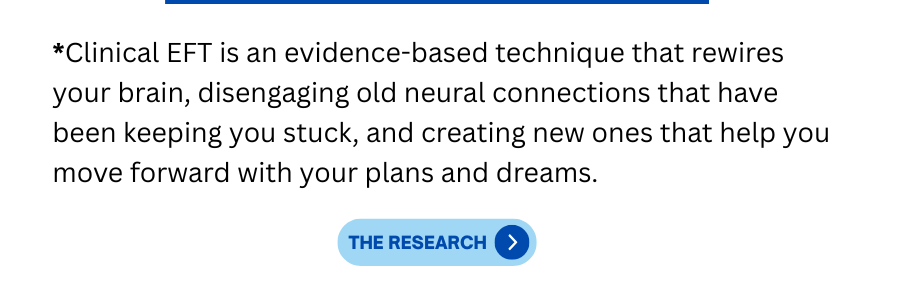 *Clinical EFT is an evidence-based technique that rewires
your brain, disengaging old neural connections that have
been keeping you stuck, and creating new ones that help you
move forward with your plans and dreams.
THE RESEARCH